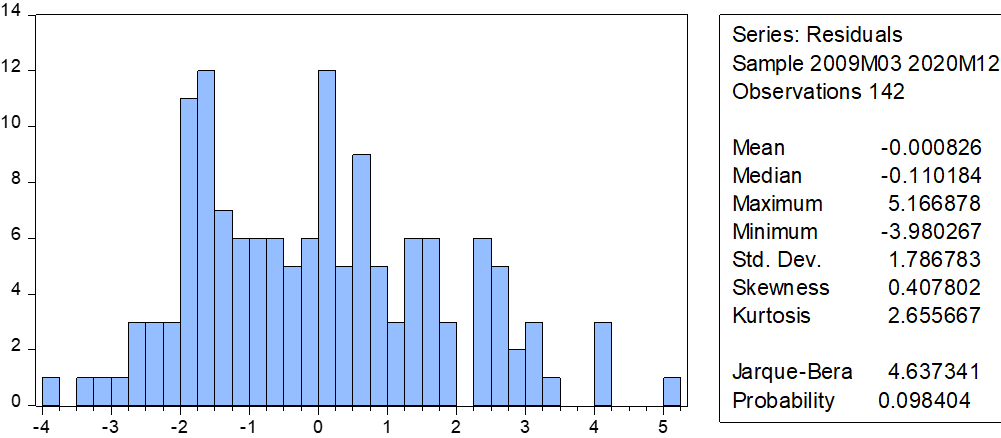 14
12
10
8
6
4
2
0
-4 -3 -2 -1 0 1 2 3 4 5
Series: Residuals
Sample 2009M03 2020M12
Observations 142
Mean -0.000826
Median -0.110184
Maximum 5.166878
Minimum -3.980267
Std. Dev. 1.786783
Skewness 0.407802
Kurtosis 2.655667
Jarque-Bera 4.637341
Probability 0.098404